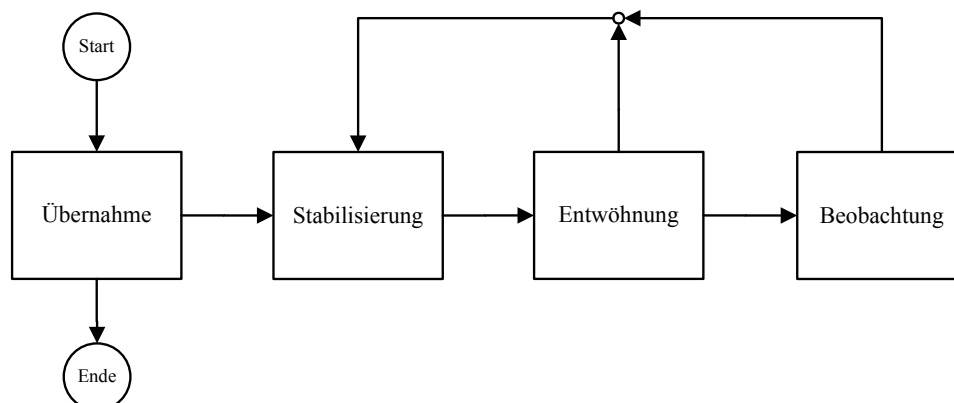 Start
Übernahme
Stabilisierung
Entwöhnung
Beobachtung
Ende